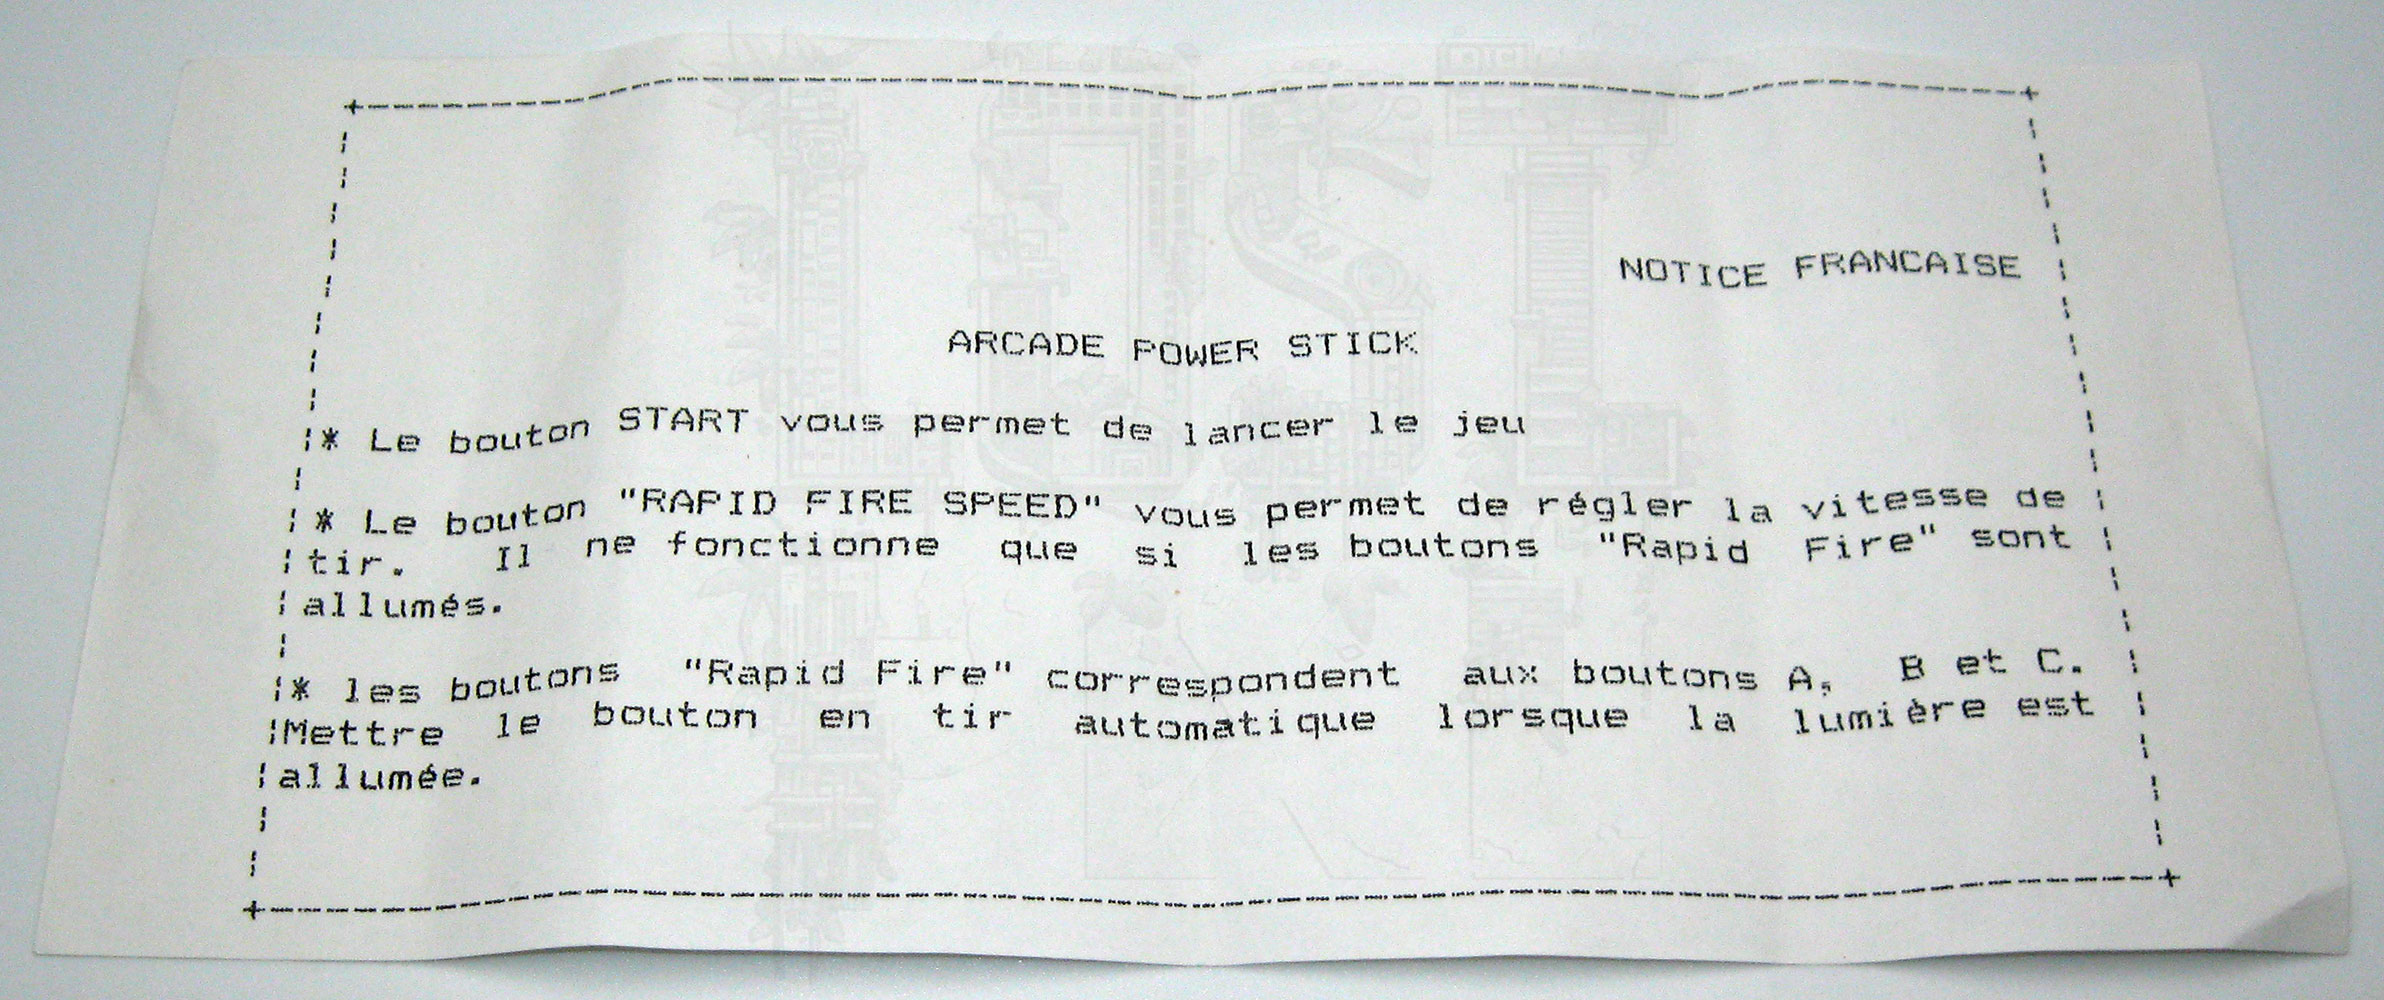 NOTICE FRANCAISE
ARCADE POWER STICK
* Le bouton START vous permet de lancer le jeu
* Le bouton "RAPID FIRE SPEED" vous permet de régler la vitesse de
tir. Il ne fonctionne que si les boutons "Rapid Fire" sont
allumés.
* les boutons "Rapid Fire" correspondent aux boutons A, B et C.
Mettre le bouton en tir automatique lorsque la lumière est
allumée.